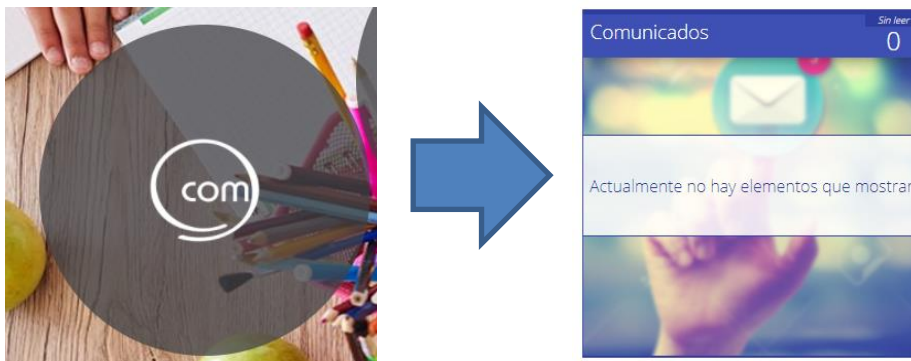 com
Comunicados
Sin leer
0
Actualmente no hay elementos que mostrar